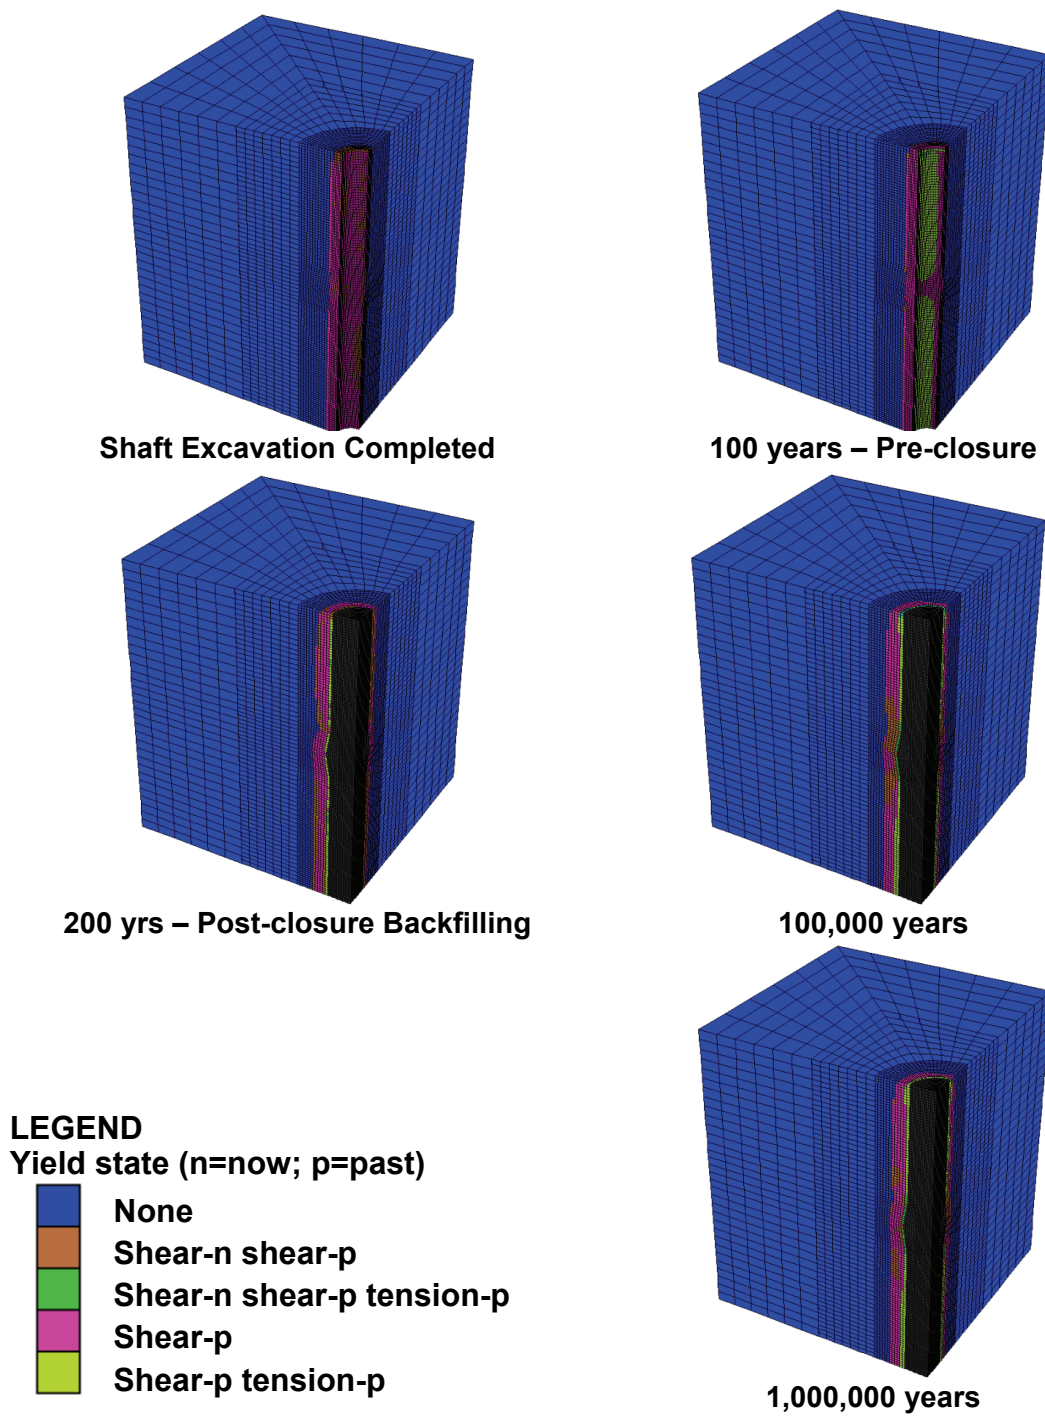 Shaft Excavation Completed
100 years – Pre-closure
200 yrs – Post-closure Backfilling
100,000 years
LEGEND
Yield state (n=now; p=past)
None
Shear-n shear-p
Shear-n shear-p tension-p
Shear-p
Shear-p tension-p
1,000,000 years